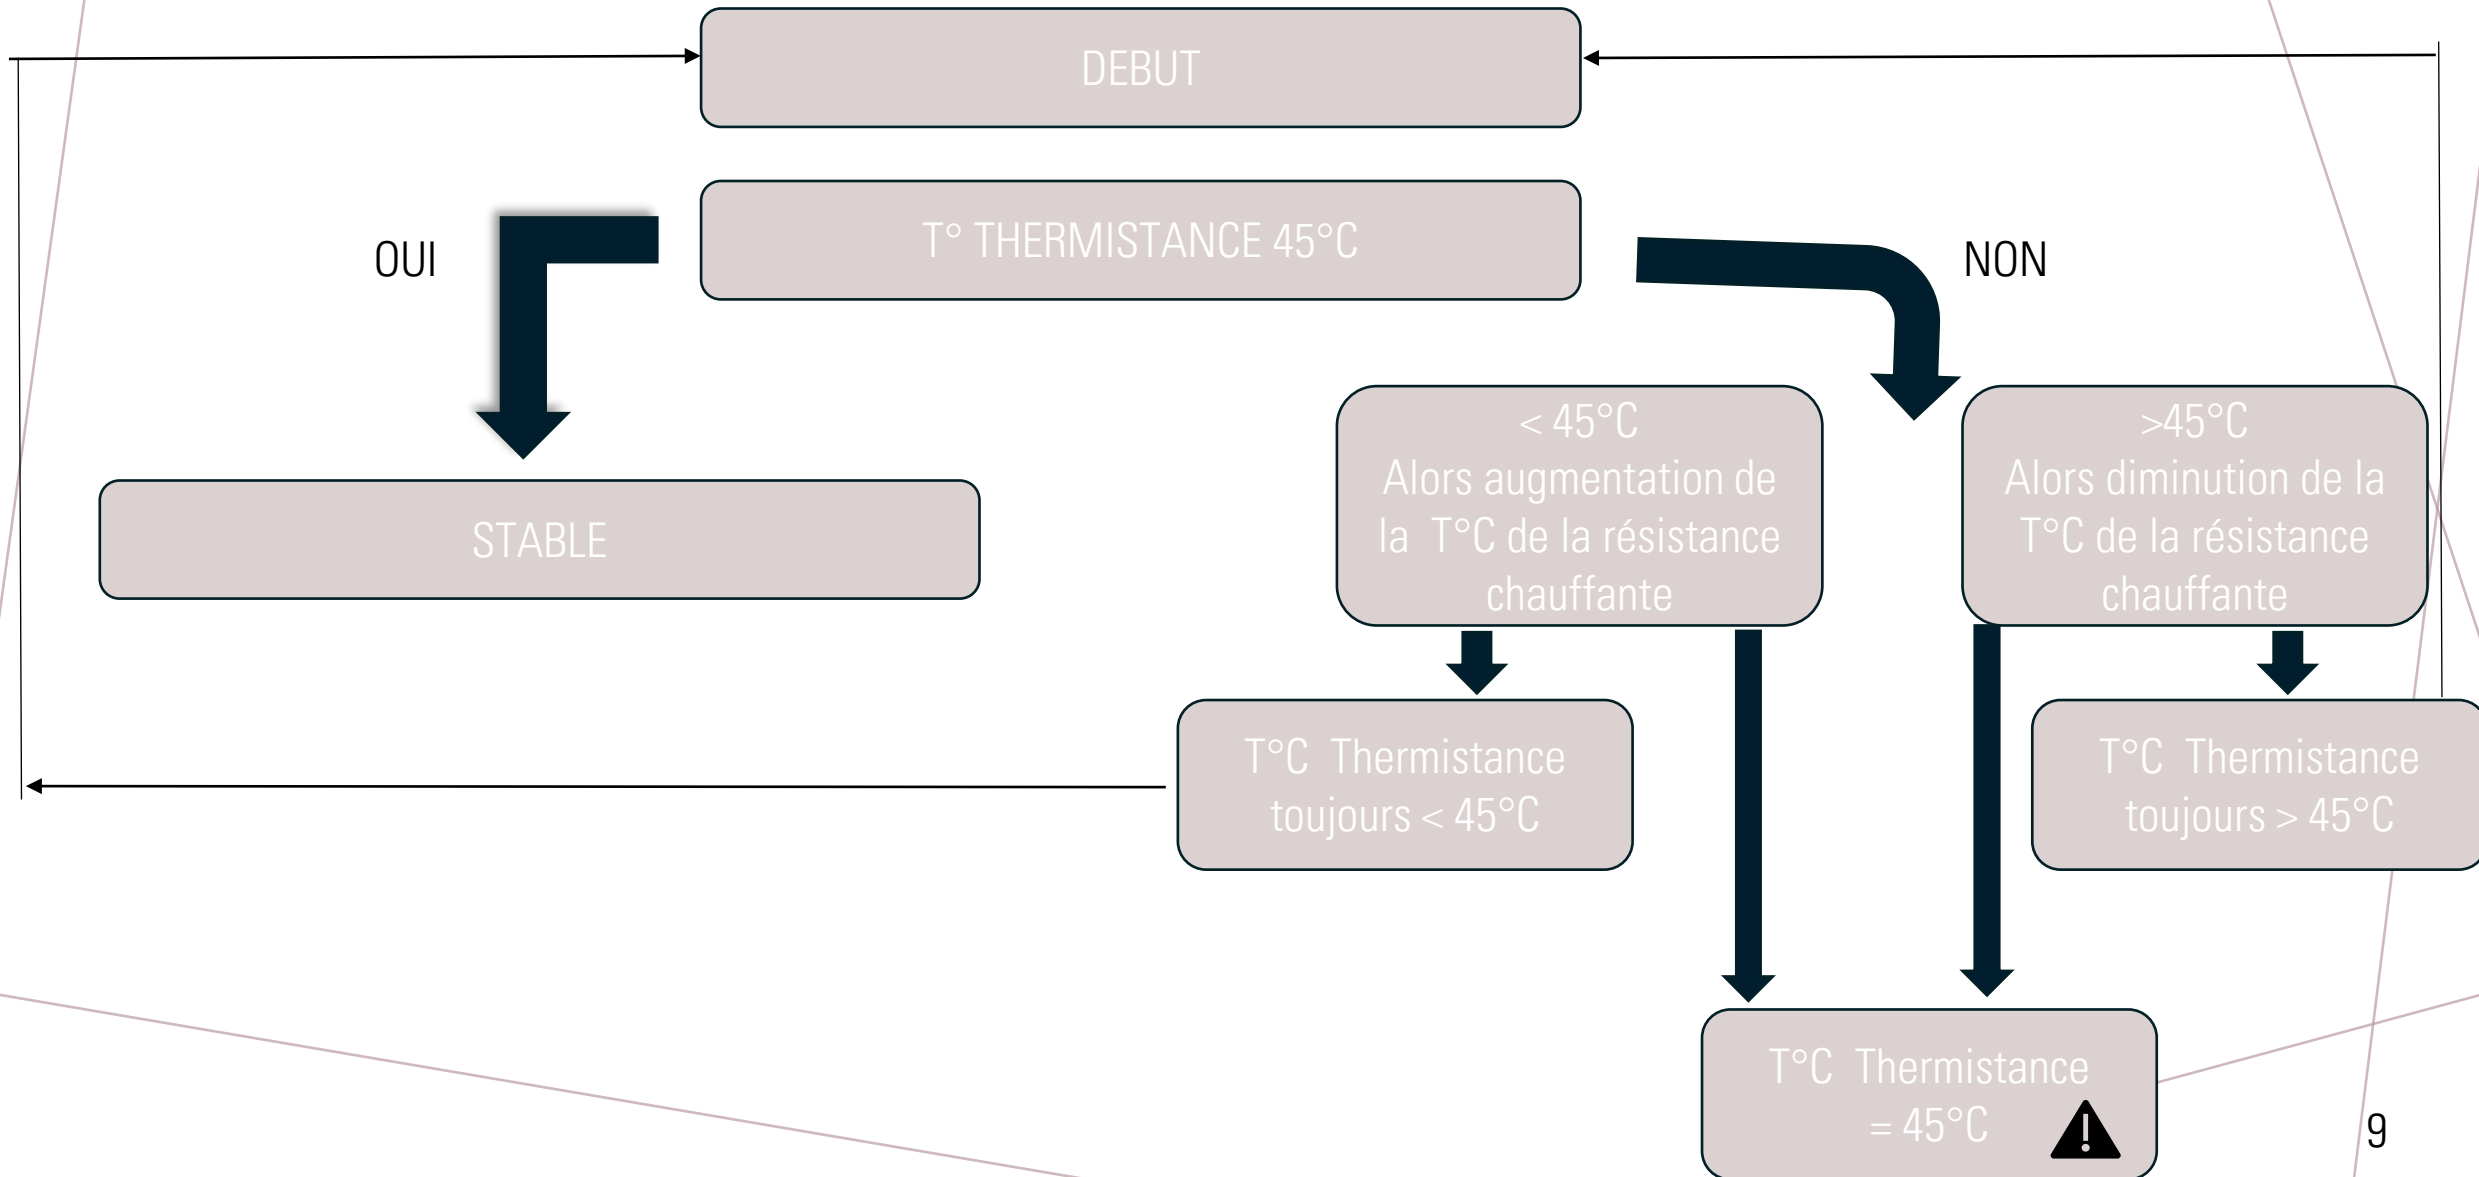 DEBUT
T° THERMISTANCE 45°C
OUI
NON
< 45°C
Alors augmentation de
la T°C de la résistance
chauffante
>45°C
Alors diminution de la
T°C de la résistance
chauffante
STABLE
T°C Thermistance
toujours < 45°C
T°C Thermistance
toujours > 45°C
T°C Thermistance
= 45°C
9